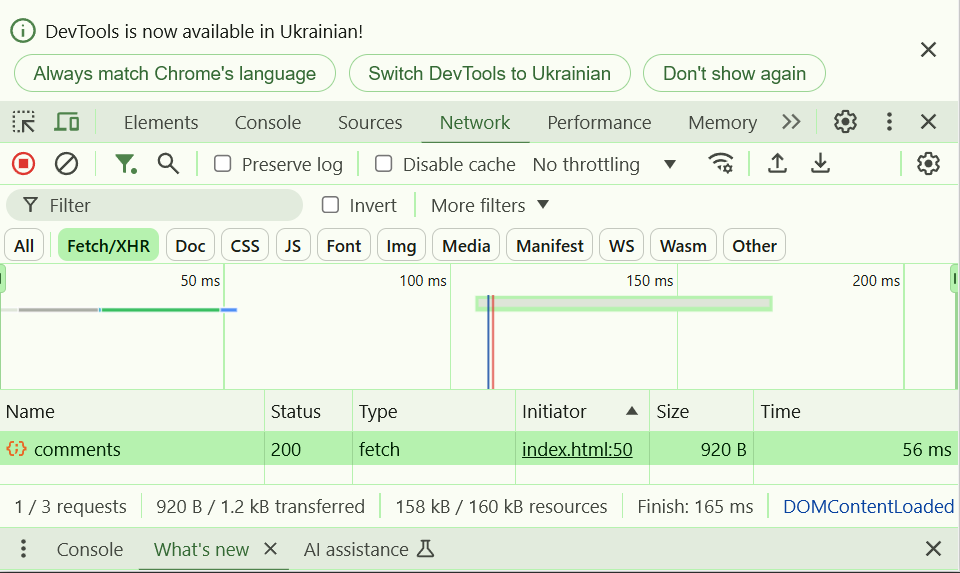 DevTools is now available in Ukrainian!
Always match Chrome's language Switch DevTools to Ukrainian Don't show again
Elements Console Sources Network Performance Memory
Preserve log Disable cache No throttling
Filter Invert More filters
All Fetch/XHR Doc CSS JS Font Img Media Manifest WS Wasm Other
50 ms 100 ms 150 ms 200 ms
Name Status Type Initiator Size Time
comments 200 fetch index.html:50 920 B 56 ms
1 / 3 requests 920 B / 1.2 kB transferred 158 kB / 160 kB resources Finish: 165 ms DOMContentLoaded
Console What's new AI assistance